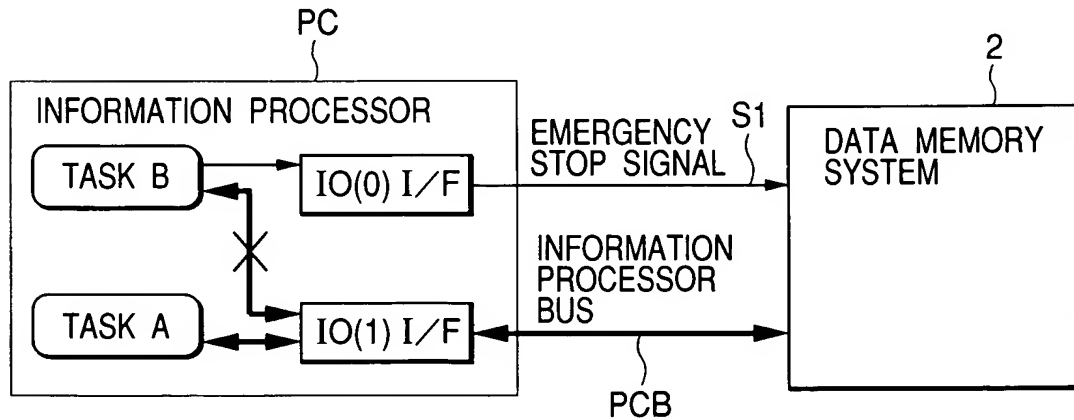 PC
2
INFORMATION PROCESSOR
TASK B
IO(0) I/F
EMERGENCY
STOP SIGNAL
S1
DATA MEMORY
SYSTEM
TASK A
IO(1) I/F
INFORMATION
PROCESSOR
BUS
PCB